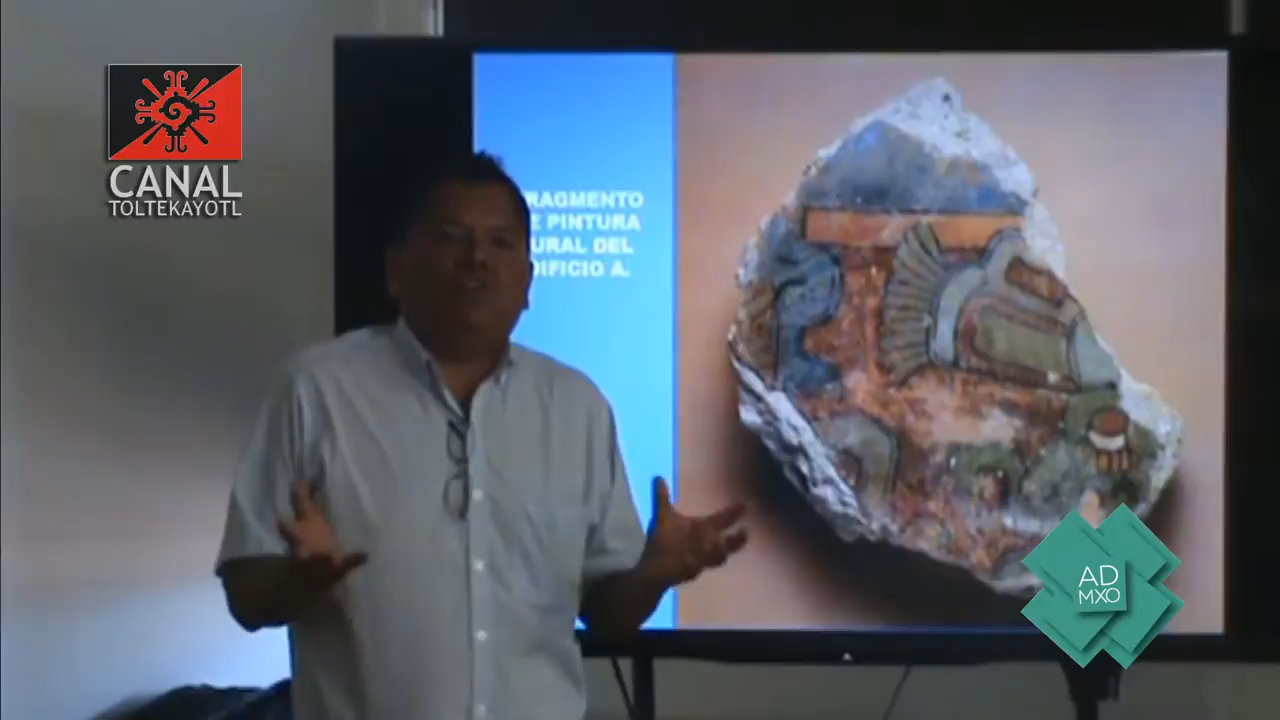 CANAL
TOLTEKAYOTL
RAGMENTO
E PINTURA
URAL DEL
DIFICIO A.
AD
MXO